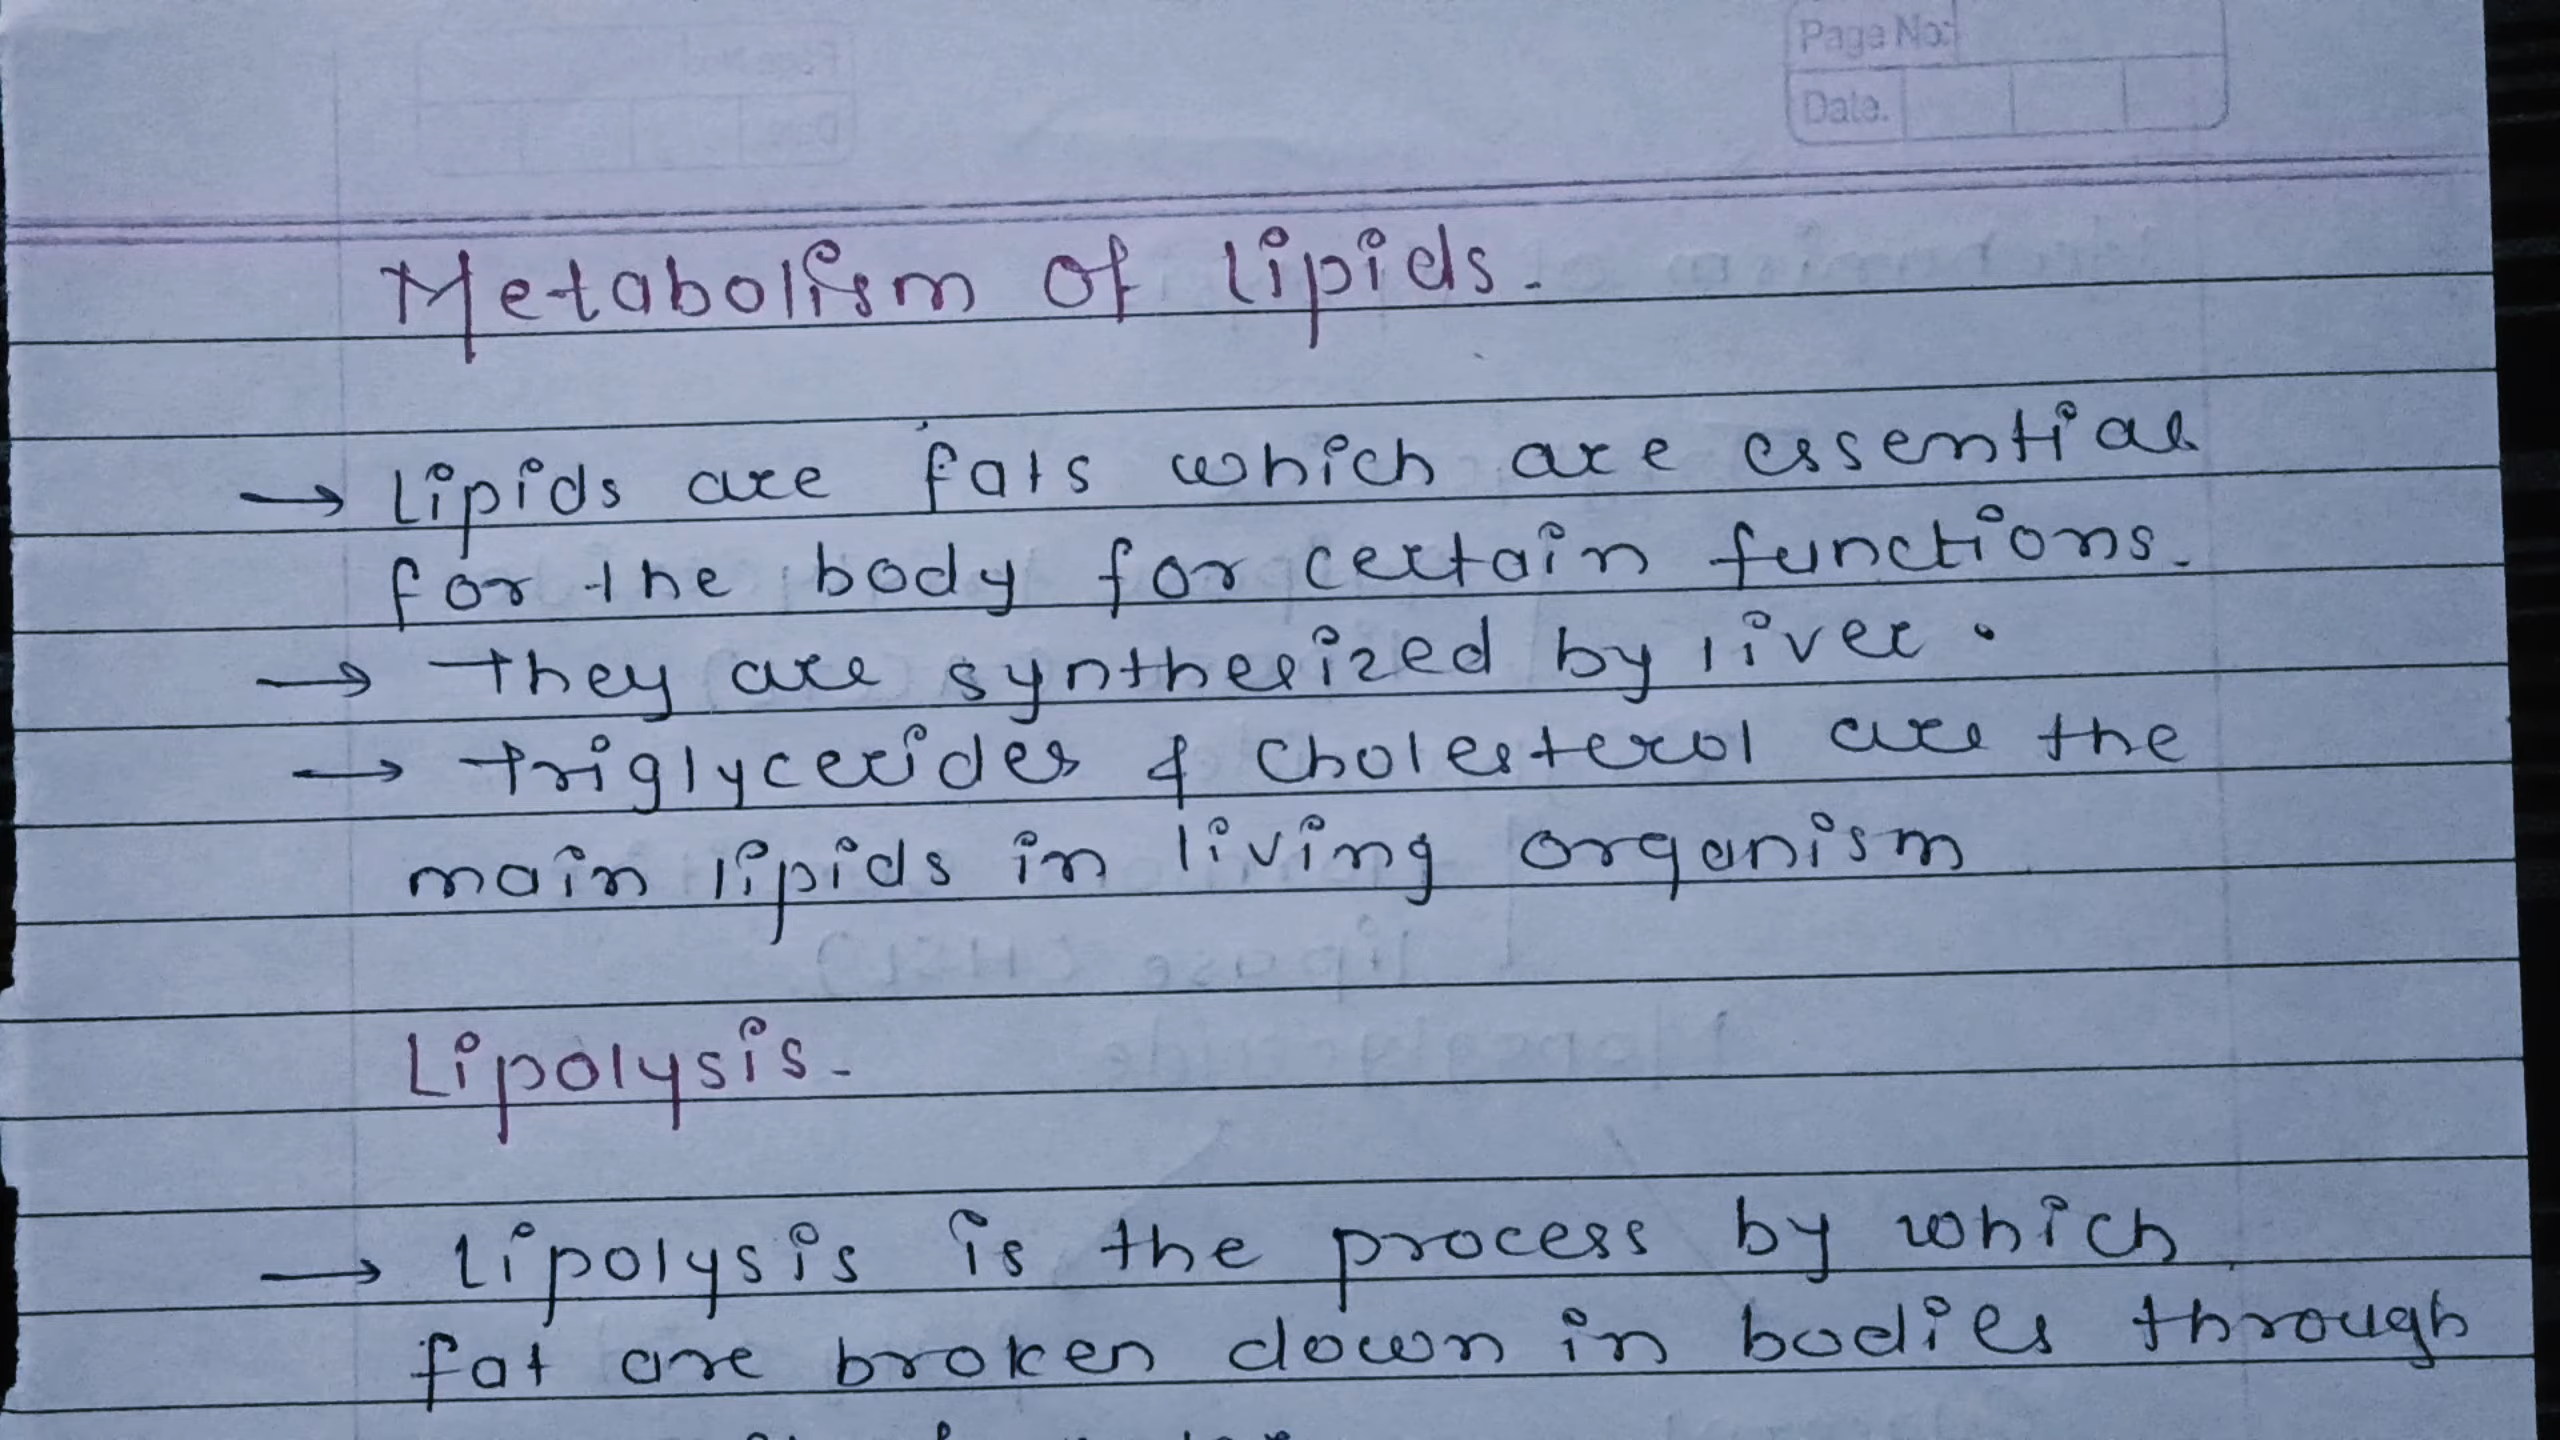 Page No:
Date.
Metabolism of lipids.
→ Lipids are fats which are essential
for the body for certain functions.
→ They are synthesized by liver.
→ Triglycerides & cholesterol are the
main lipids in living organism
Lipolysis.
→ Lipolysis is the process by which
fat are broken down in bodies through